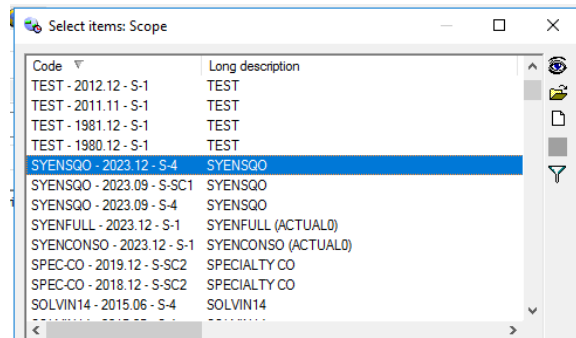 Select items: Scope
Code Long description
TEST - 2012.12 - S-1 TEST
TEST - 2011.11 - S-1 TEST
TEST - 1981.12 - S-1 TEST
TEST - 1980.12 - S-1 TEST
SYENSQO - 2023.12 - S-4 SYENSQO
SYENSQO - 2023.09 - S-SC1 SYENSQO
SYENSQO - 2023.09 - S-4 SYENSQO
SYENFULL - 2023.12 - S-1 SYENFULL (ACTUAL0)
SYENCONSO - 2023.12 - S-1 SYENCONSO (ACTUAL0)
SPEC-CO - 2019.12 - S-SC2 SPECIALTY CO
SPEC-CO - 2018.12 - S-SC2 SPECIALTY CO
SOLVIN14 - 2015.06 - S-4 SOLVIN14